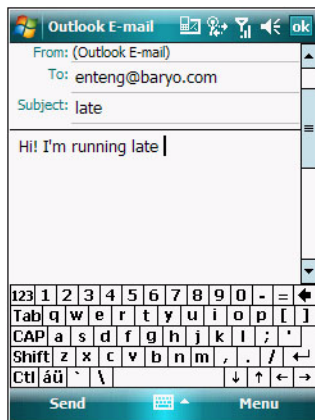 Outlook E-mail ok
From: (Outlook E-mail)
To: enteng@baryo.com
Subject: late
Hi! I'm running late
123 1 2 3 4 5 6 7 8 9 0 - = 🡄
Tab q w e r t y u i o p [ ]
CAP a s d f g h j k l ; '
Shift z x c v b n m , . / ↵
Ctl áü ` \ ↓ ↑ ← →
Send Menu